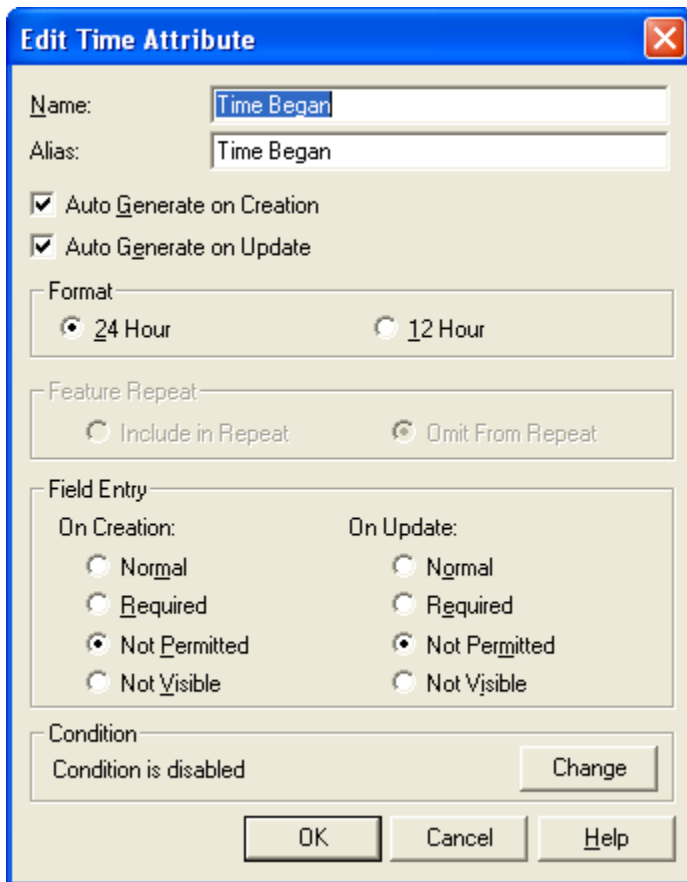 Edit Time Attribute
Name: Time Began
Alias: Time Began
Auto Generate on Creation
Auto Generate on Update
Format
24 Hour 12 Hour
Feature Repeat
Include in Repeat Omit From Repeat
Field Entry
On Creation: On Update:
Normal Normal
Required Required
Not Permitted Not Permitted
Not Visible Not Visible
Condition
Condition is disabled Change
OK Cancel Help